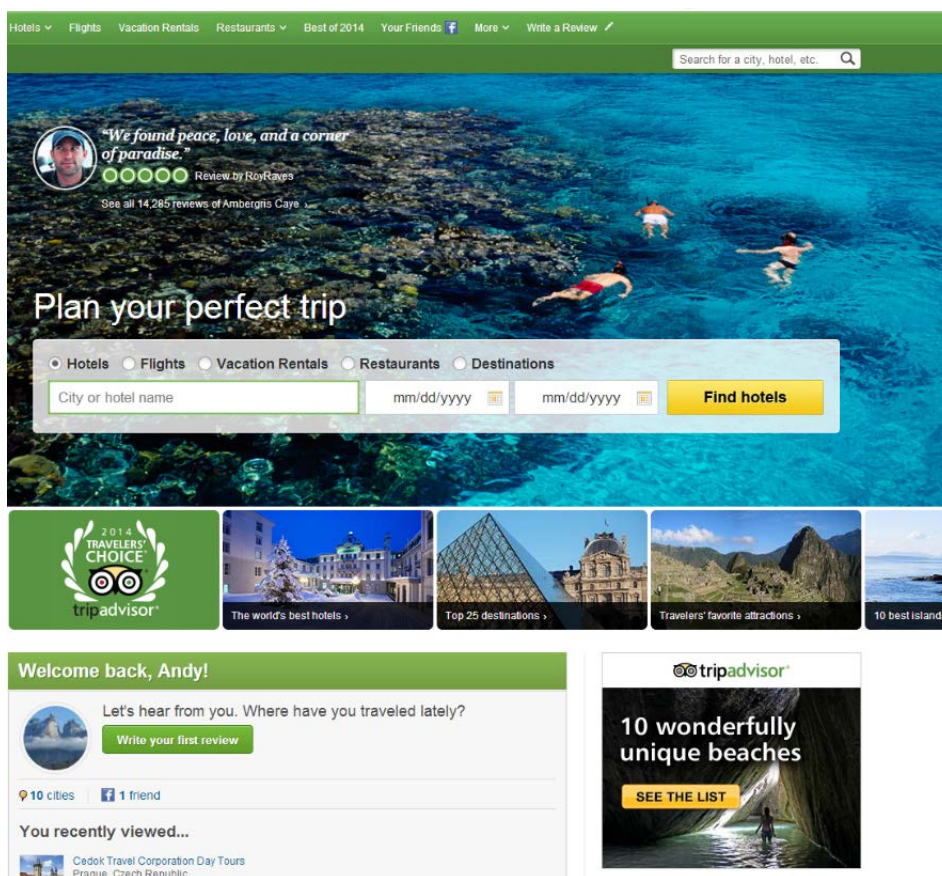 Hotels Flights Vacation Rentals Restaurants Best of 2014 Your Friends f More Write a Review
Search for a city, hotel, etc.
"We found peace, love, and a corner
of paradise."
Review by RoyRaves
See all 14,285 reviews of Ambergris Caye ›
Plan your perfect trip
Hotels Flights Vacation Rentals Restaurants Destinations
City or hotel name mm/dd/yyyy mm/dd/yyyy Find hotels
2014
TRAVELERS'
CHOICE
tripadvisor
The world's best hotels ›
Top 25 destinations ›
Travelers' favorite attractions ›
10 best island
Welcome back, Andy!
Let's hear from you. Where have you traveled lately?
Write your first review
10 cities f 1 friend
You recently viewed...
Cedok Travel Corporation Day Tours
Prague, Czech Republic
tripadvisor
10 wonderfully
unique beaches
SEE THE LIST